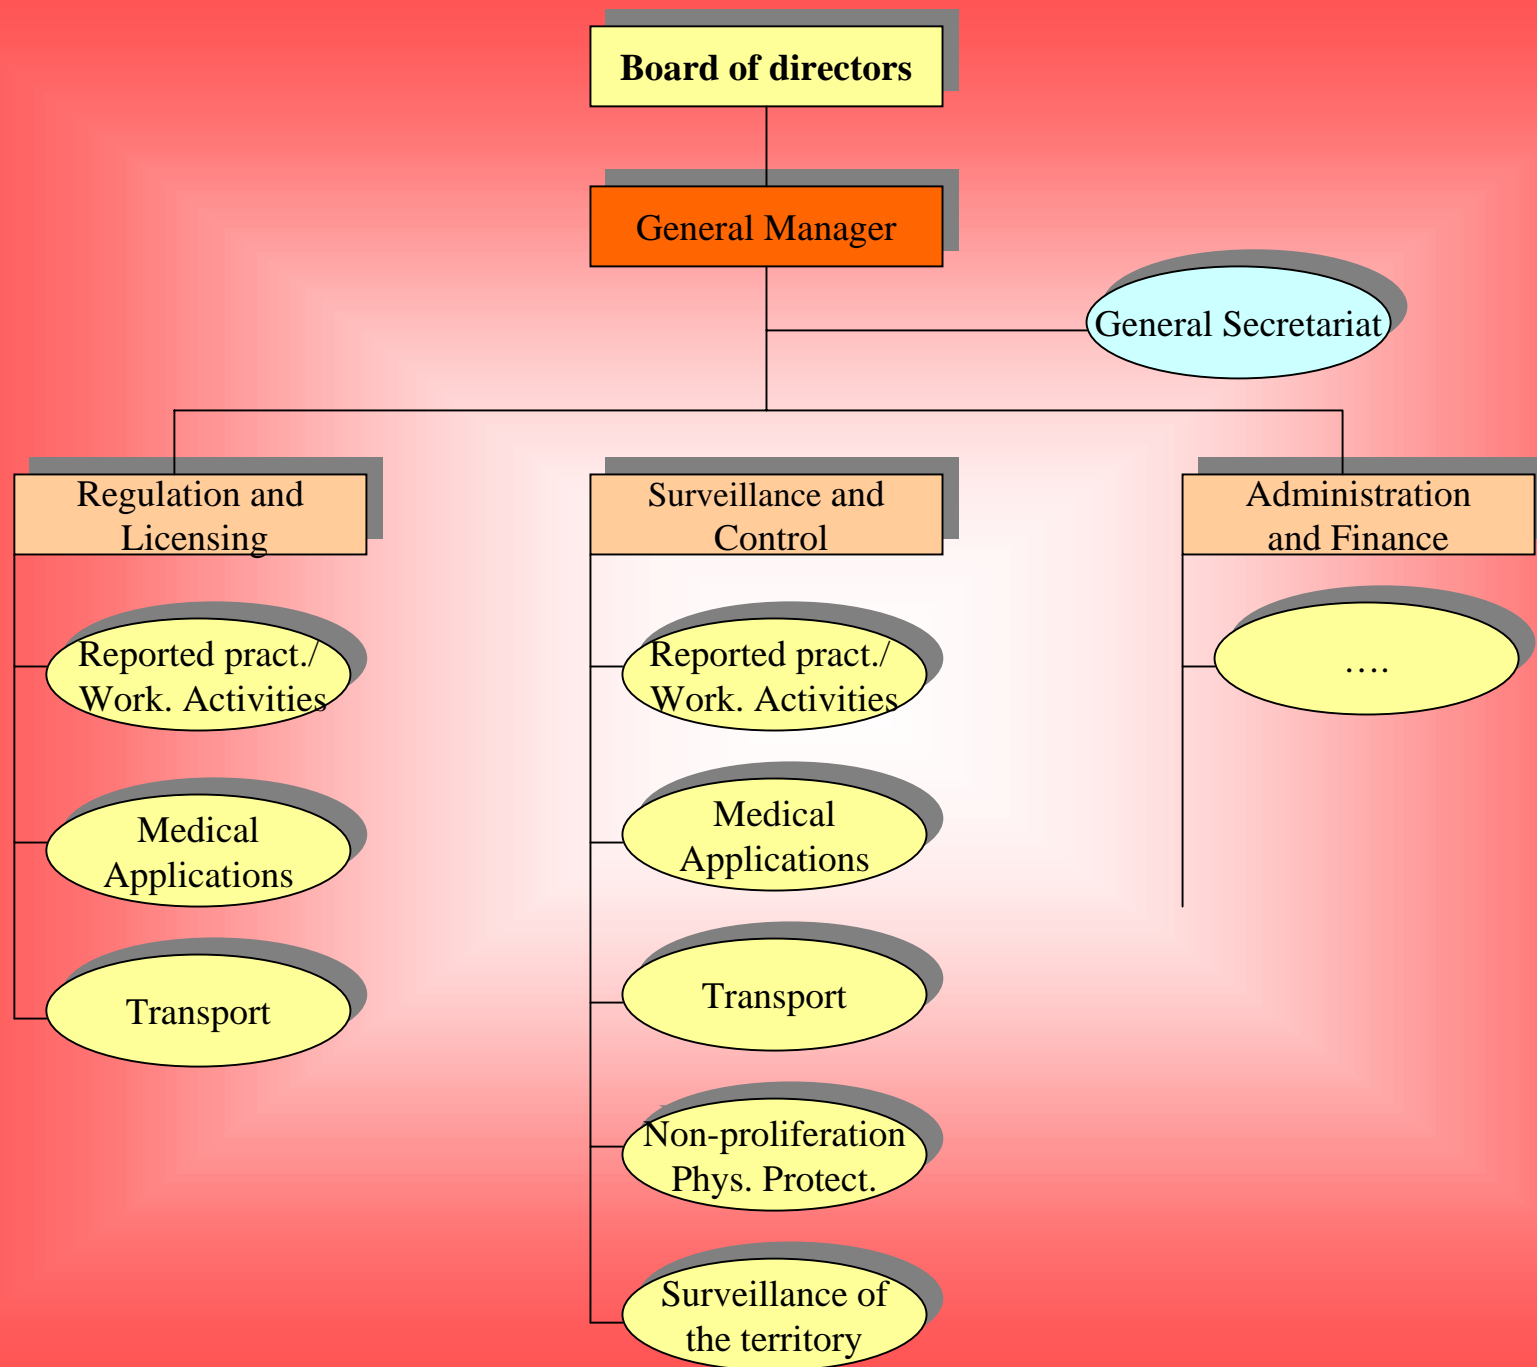 Board of directors
General Manager
General Secretariat
Regulation and
Licensing
Reported pract./
Work. Activities
Medical
Applications
Transport
Surveillance and
Control
Reported pract./
Work. Activities
Medical
Applications
Transport
Non-proliferation
Phys. Protect.
Surveillance of
the territory
Administration
and Finance
….